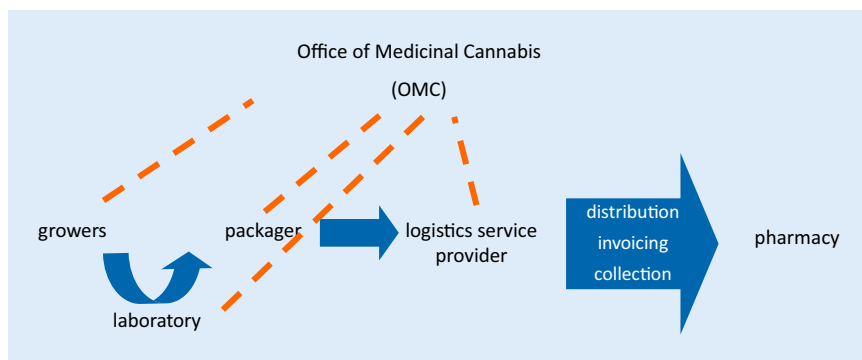 Office of Medicinal Cannabis
(OMC)
growers
packager
logistics service
provider
distribution
invoicing
collection
pharmacy
laboratory